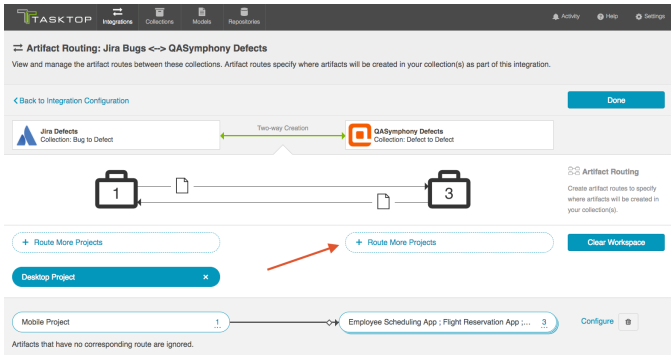 TASKTOP
Integrations
Collections
Models
Repositories
Activity
Help
Settings
Artifact Routing: Jira Bugs <--> QASymphony Defects
View and manage the artifact routes between these collections. Artifact routes specify where artifacts will be created in your collection(s) as part of this integration.
Back to Integration Configuration
Done
Jira Defects
Collection: Bug to Defect
Two-way Creation
QASymphony Defects
Collection: Defect to Defect
1
3
Artifact Routing
Create artifact routes to specify
where artifacts will be created in
your collection(s).
+ Route More Projects
+ Route More Projects
Clear Workspace
Desktop Project ×
Mobile Project 1
Employee Scheduling App ; Flight Reservation App ;... 3
Configure
Artifacts that have no corresponding route are ignored.